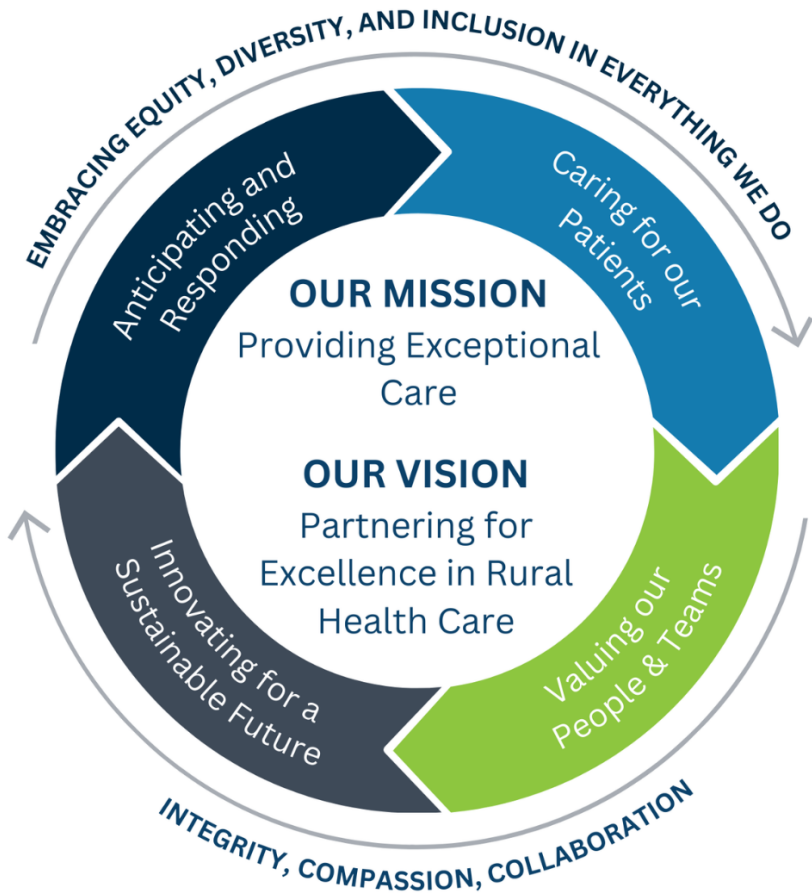 EMBRACING EQUITY, DIVERSITY, AND INCLUSION IN EVERYTHING WE DO
Anticipating and
Responding
Caring for our
Patients
OUR MISSION
Providing Exceptional
Care
OUR VISION
Partnering for
Excellence in Rural
Health Care
Innovating for a
Sustainable Future
Valuing our
People & Teams
INTEGRITY, COMPASSION, COLLABORATION